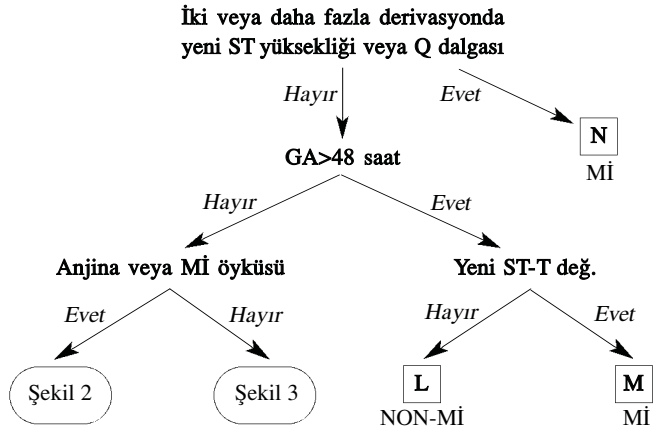 İki veya daha fazla derivasyonda
yeni ST yüksekliği veya Q dalgası
Hayır
Evet
N
Mİ
GA>48 saat
Hayır
Evet
Anjina veya Mİ öyküsü
Yeni ST-T değ.
Evet
Hayır
Hayır
Evet
Şekil 2
Şekil 3
L
M
NON-Mİ
Mİ